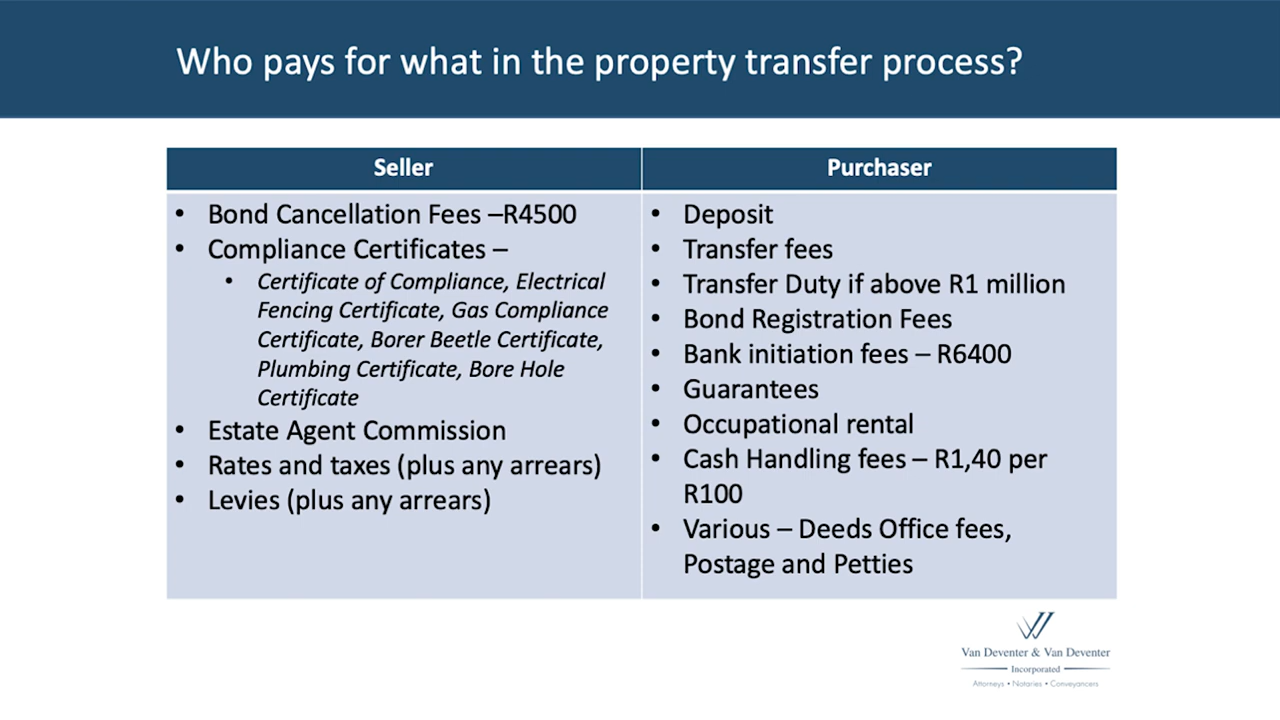 Who pays for what in the property transfer process?
Seller
Bond Cancellation Fees –R4500
Compliance Certificates –
Certificate of Compliance, Electrical
Fencing Certificate, Gas Compliance
Certificate, Borer Beetle Certificate,
Plumbing Certificate, Bore Hole
Certificate
Estate Agent Commission
Rates and taxes (plus any arrears)
Levies (plus any arrears)
Purchaser
Deposit
Transfer fees
Transfer Duty if above R1 million
Bond Registration Fees
Bank initiation fees – R6400
Guarantees
Occupational rental
Cash Handling fees – R1,40 per
R100
Various – Deeds Office fees,
Postage and Petties
Van Deventer & Van Deventer
Incorporated
Attorneys • Notaries • Conveyancers